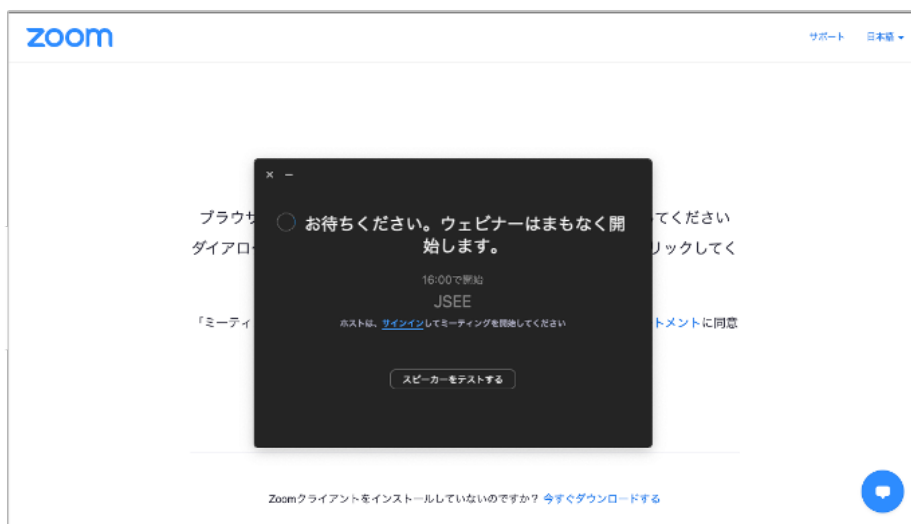 zoom
サポート 日本語
お待ちください。ウェビナーはまもなく開
始します。
16:00で開始
JSEE
ホストは、サインインしてミーティングを開始してください
スピーカーをテストする
ブラウサ てください
ダイアロ リックしてく
「ミーティ トメントに同意
Zoomクライアントをインストールしていないのですか? 今すぐダウンロードする